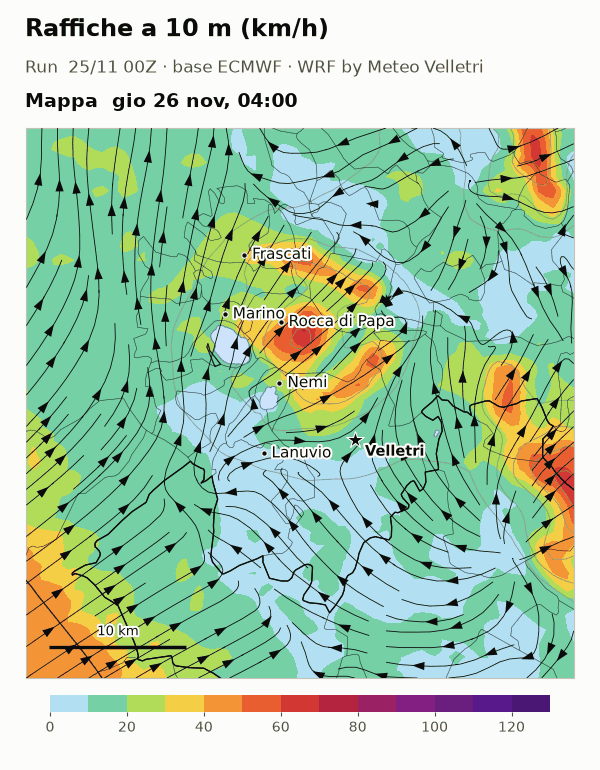 Raffiche a 10 m (km/h)
Run  25/11 00Z · base ECMWF · WRF by Meteo Velletri
Mappa  gio 26 nov, 04:00
Frascati
Marino
Rocca di Papa
Nemi
Velletri
Lanuvio
10 km
0 20 40 60 80 100 120